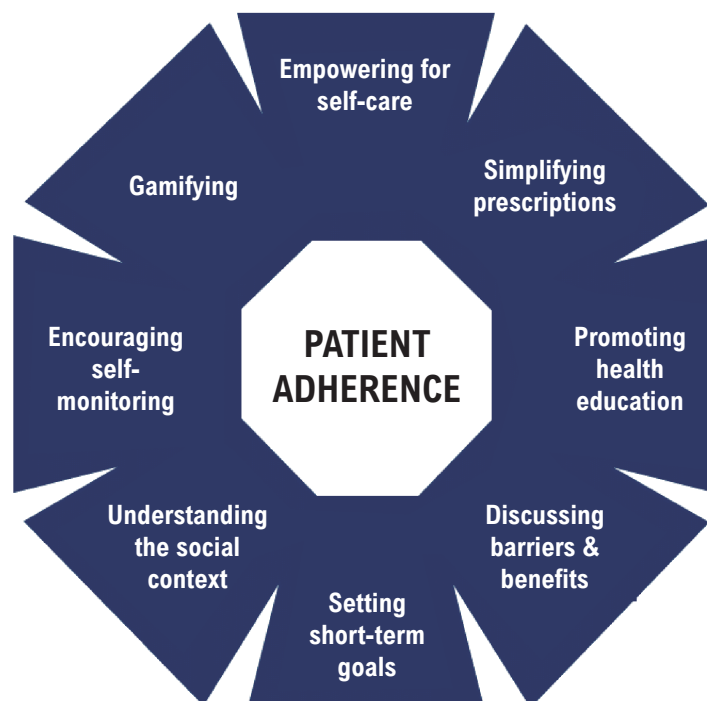 Empowering for
self-care
Simplifying
prescriptions
Promoting
health
education
Discussing
barriers &
benefits
Setting
short-term
goals
Understanding
the social
context
Encouraging
self-
monitoring
Gamifying
PATIENT
ADHERENCE